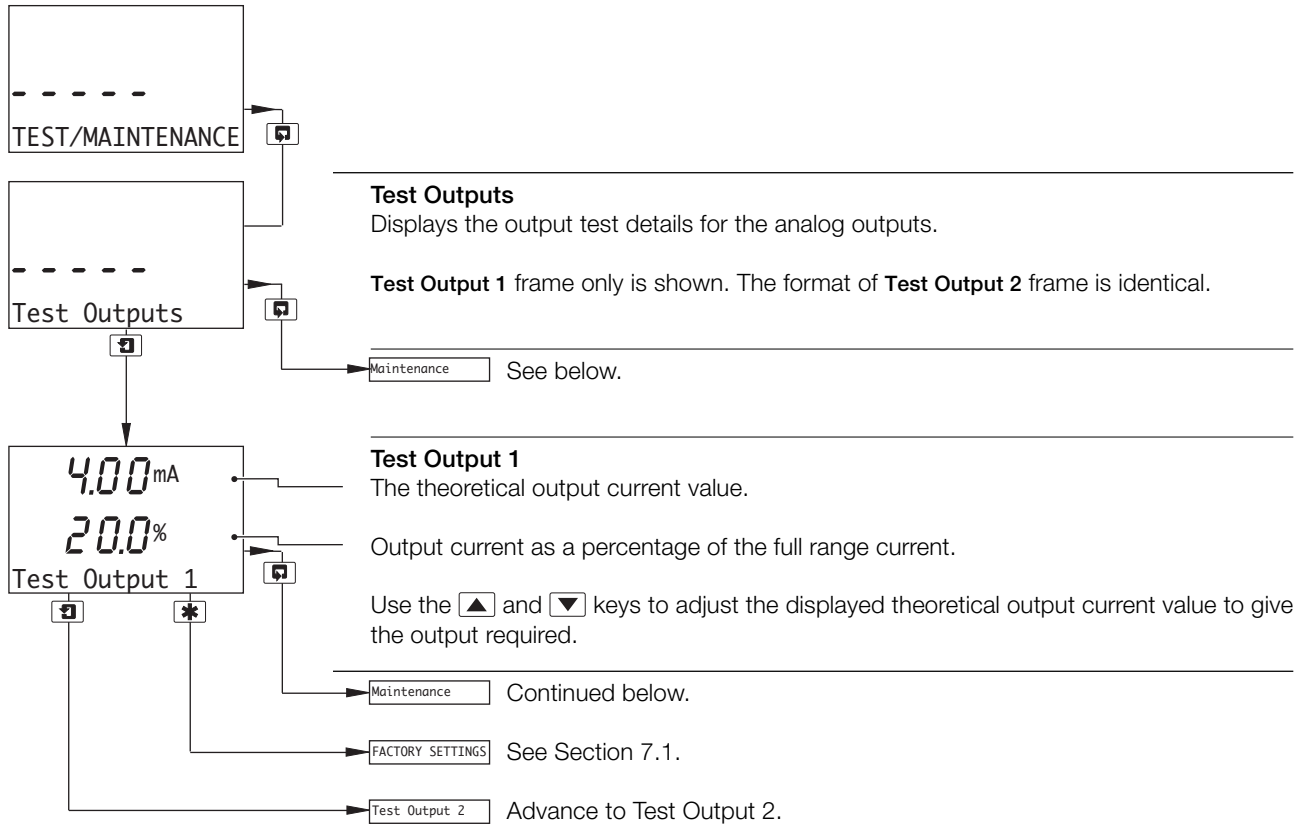 - - - - -
TEST/MAINTENANCE
- - - - -
Test Outputs
Test Outputs
Displays the output test details for the analog outputs.
Test Output 1 frame only is shown. The format of Test Output 2 frame is identical.
Maintenance See below.
4.00 mA
20.0 %
Test Output 1
Test Output 1
The theoretical output current value.
Output current as a percentage of the full range current.
Use the ▲ and ▼ keys to adjust the displayed theoretical output current value to give
the output required.
Maintenance Continued below.
FACTORY SETTINGS See Section 7.1.
Test Output 2 Advance to Test Output 2.